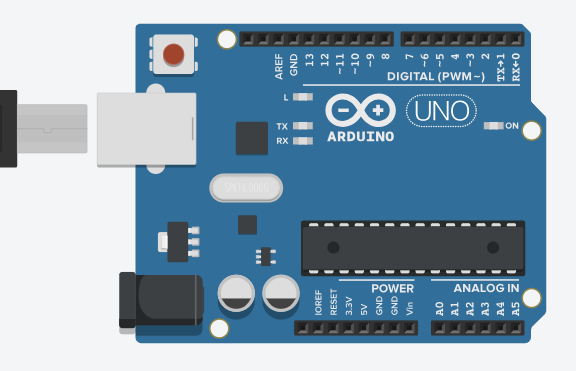 AREF
GND
13
12
~11
~10
~9
8
7
~6
~5
4
~3
2
TX→1
RX←0
DIGITAL (PWM~)
L
TX
RX
ARDUINO
UNO
ON
POWER
ANALOG IN
IOREF
RESET
3.3V
5V
GND
GND
Vin
A0
A1
A2
A3
A4
A5